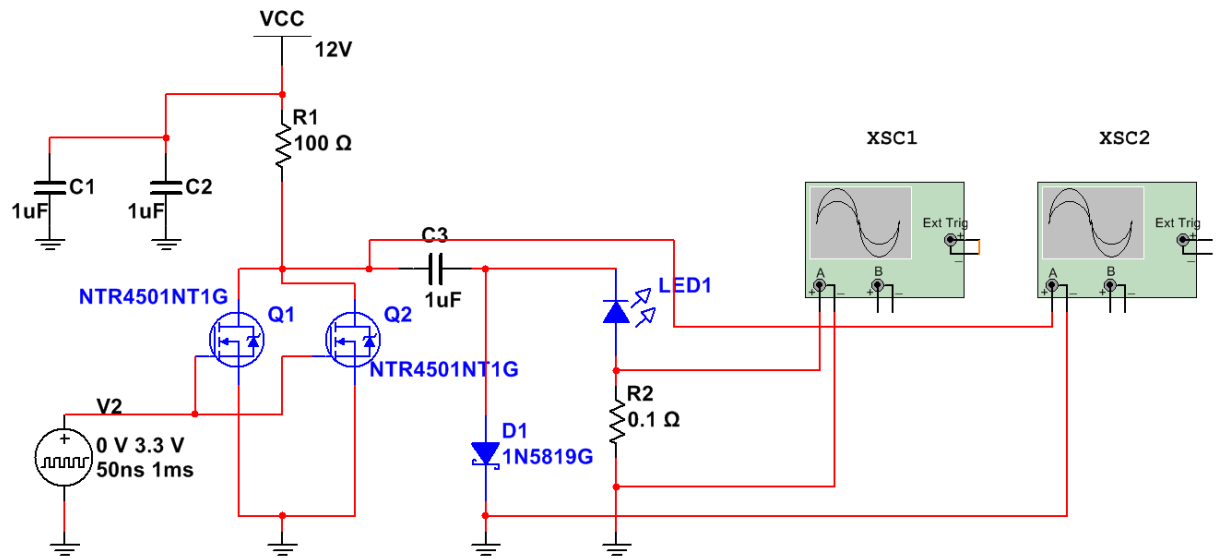 VCC
12V
R1
100 Ω
C1
1uF
C2
1uF
C3
1uF
NTR4501NT1G
Q1
Q2
NTR4501NT1G
V2
0 V 3.3 V
50ns 1ms
LED1
R2
0.1 Ω
D1
1N5819G
XSC1
Ext Trig
+
–
A
B
+
–
+
–
XSC2
Ext Trig
+
–
A
B
+
–
+
–
+